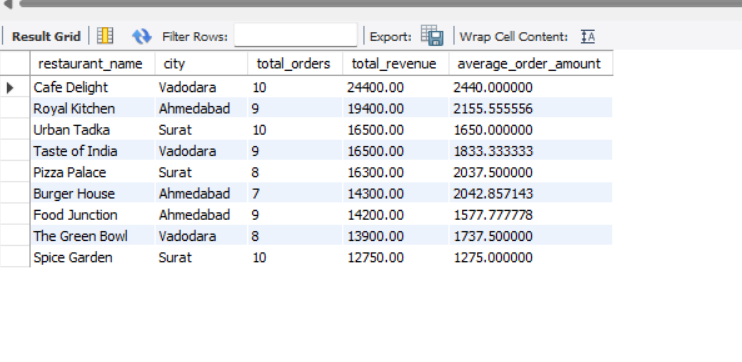 Result Grid Filter Rows: Export: Wrap Cell Content: IA
restaurant_name city total_orders total_revenue average_order_amount
Cafe Delight Vadodara 10 24400.00 2440.000000
Royal Kitchen Ahmedabad 9 19400.00 2155.555556
Urban Tadka Surat 10 16500.00 1650.000000
Taste of India Vadodara 9 16500.00 1833.333333
Pizza Palace Surat 8 16300.00 2037.500000
Burger House Ahmedabad 7 14300.00 2042.857143
Food Junction Ahmedabad 9 14200.00 1577.777778
The Green Bowl Vadodara 8 13900.00 1737.500000
Spice Garden Surat 10 12750.00 1275.000000